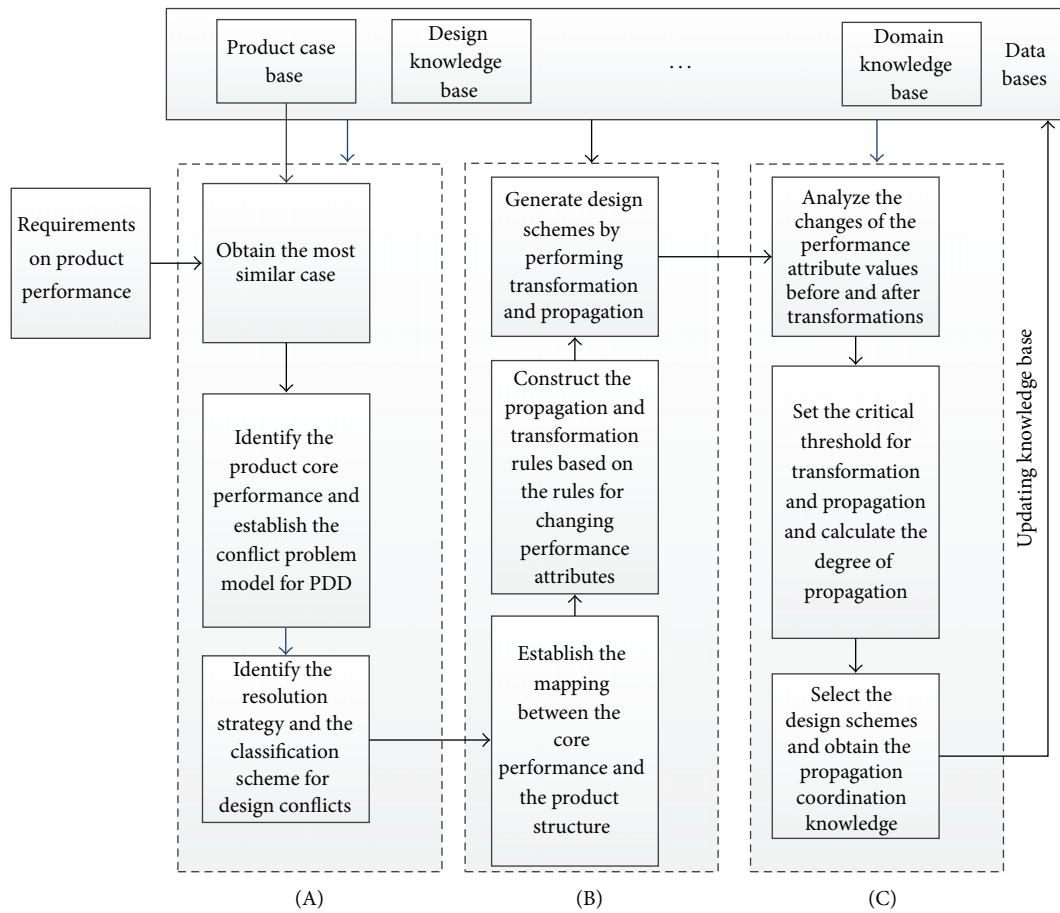 Product case
base
Design
knowledge
base
...
Domain
knowledge
base
Data
bases
Requirements
on product
performance
Obtain the most
similar case
Identify the
product core
performance and
establish the
conflict problem
model for PDD
Identify the
resolution
strategy and the
classification
scheme for
design conflicts
Generate design
schemes by
performing
transformation
and propagation
Construct the
propagation and
transformation
rules based on
the rules for
changing
performance
attributes
Establish the
mapping
between the
core
performance and
the product
structure
Analyze the
changes of the
performance
attribute values
before and after
transformations
Set the critical
threshold for
transformation
and propagation
and calculate the
degree of
propagation
Select the
design schemes
and obtain the
propagation
coordination
knowledge
Updating knowledge base
(A)
(B)
(C)